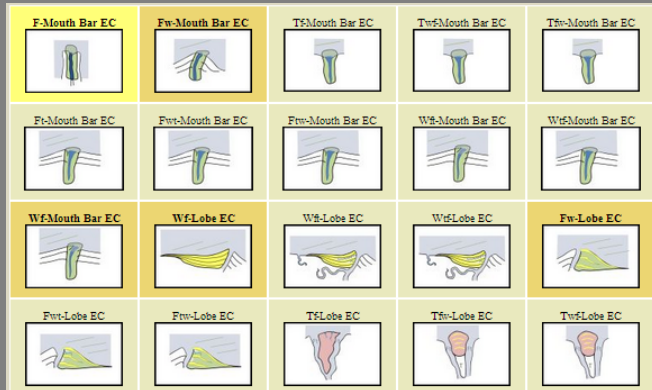 F-Mouth Bar EC
Fw-Mouth Bar EC
Tf-Mouth Bar EC
Twf-Mouth Bar EC
Tfw-Mouth Bar EC
Ft-Mouth Bar EC
Fwt-Mouth Bar EC
Ftw-Mouth Bar EC
Wft-Mouth Bar EC
Wtf-Mouth Bar EC
Wf-Mouth Bar EC
Wf-Lobe EC
Wft-Lobe EC
Wtf-Lobe EC
Fw-Lobe EC
Fwt-Lobe EC
Ftw-Lobe EC
Tf-Lobe EC
Tfw-Lobe EC
Twf-Lobe EC